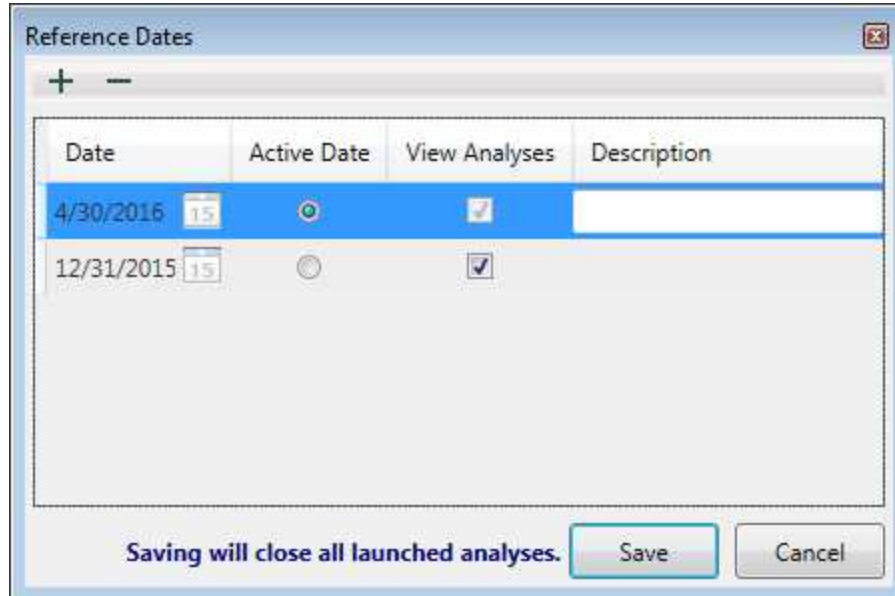 Reference Dates
Date Active Date View Analyses Description
4/30/2016 15
12/31/2015 15
Saving will close all launched analyses. Save Cancel